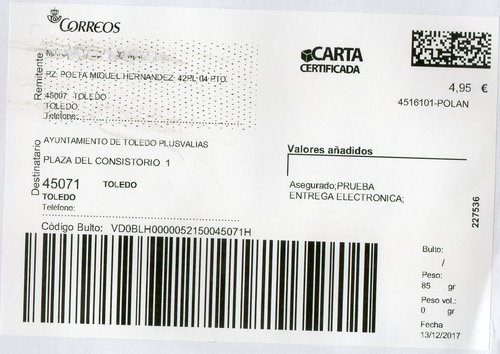 CORREOS
Remitente
PZ. POETA MIGUEL HERNANDEZ 42PL 04 PTO.
45007 TOLEDO
TOLEDO
Teléfono:
CARTA
CERTIFICADA
4,95 €
4516101-POLAN
Destinatario
AYUNTAMIENTO DE TOLEDO PLUSVALIAS
PLAZA DEL CONSISTORIO 1
45071 TOLEDO
TOLEDO
Teléfono:
Valores añadidos
Asegurado;PRUEBA
ENTREGA ELECTRONICA;
227536
Código Bulto: VD0BLH0000052150045071H
Bulto:
/
Peso:
85 gr
Peso vol.:
0 gr
13/12/2017